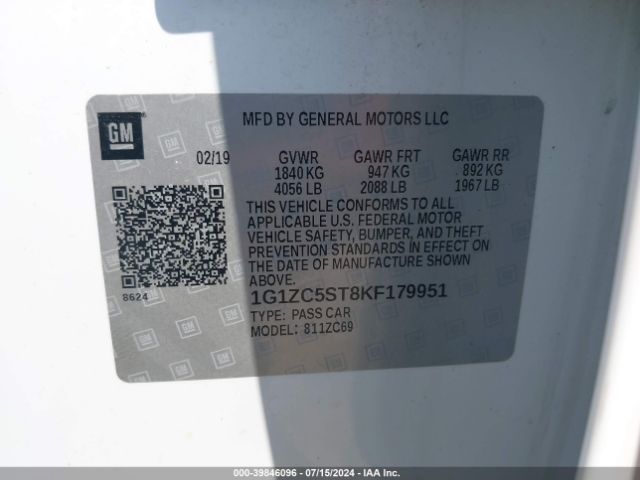 MFD BY GENERAL MOTORS LLC
GM
02/19 GVWR GAWR FRT GAWR RR
1840 KG 947 KG 892 KG
4056 LB 2088 LB 1967 LB
THIS VEHICLE CONFORMS TO ALL
APPLICABLE U.S. FEDERAL MOTOR
VEHICLE SAFETY, BUMPER, AND THEFT
PREVENTION STANDARDS IN EFFECT
ON THE DATE OF MANUFACTURE SHOWN
ABOVE.
8624
1G1ZC5ST8KF179951
TYPE: PASS CAR
MODEL: 811ZC69
000-39846096 - 07/15/2024 - IAA Inc.